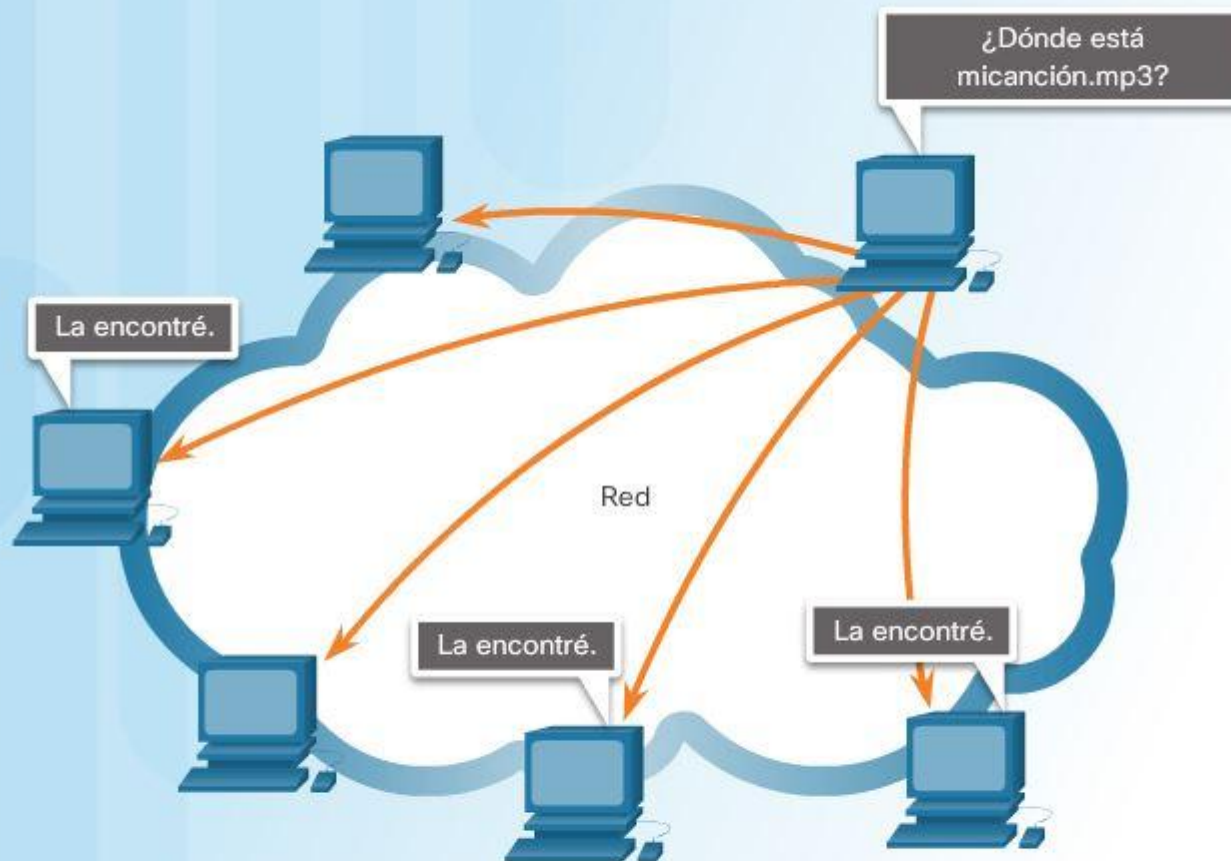 ¿Dónde está
micanción.mp3?
La encontré.
Red
La encontré.
La encontré.